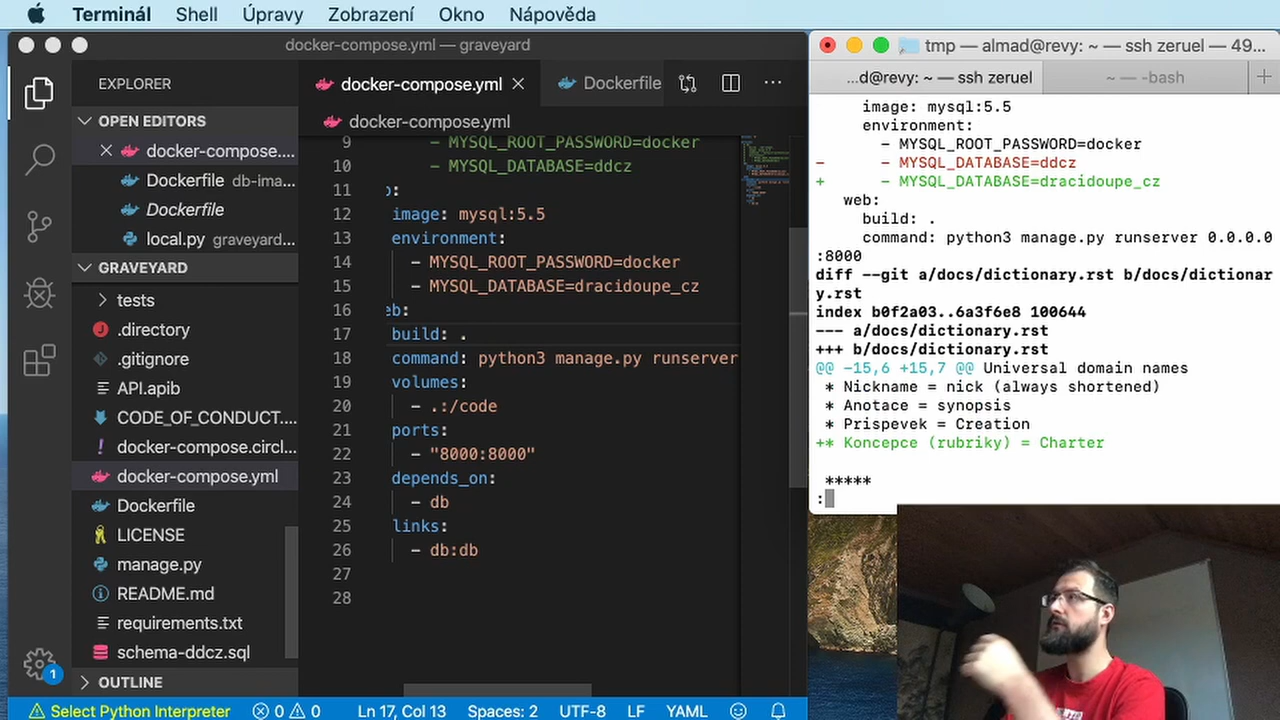 Terminál Shell Úpravy Zobrazení Okno Nápověda
docker-compose.yml — graveyard
EXPLORER
OPEN EDITORS
docker-compose....
Dockerfile db-ima...
Dockerfile
local.py graveyard...
GRAVEYARD
tests
.directory
.gitignore
API.apib
CODE_OF_CONDUCT....
docker-compose.circl...
docker-compose.yml
Dockerfile
LICENSE
manage.py
README.md
requirements.txt
schema-ddcz.sql
OUTLINE
docker-compose.yml
Dockerfile
docker-compose.yml
9 - MYSQL_ROOT_PASSWORD=docker
10 - MYSQL_DATABASE=ddcz
11 :
12 image: mysql:5.5
13 environment:
14 - MYSQL_ROOT_PASSWORD=docker
15 - MYSQL_DATABASE=dracidoupe_cz
16 eb:
17 build: .
18 command: python3 manage.py runserver
19 volumes:
20 - .:/code
21 ports:
22 - "8000:8000"
23 depends_on:
24 - db
25 links:
26 - db:db
27
28
Select Python Interpreter 0 0 Ln 17, Col 13 Spaces: 2 UTF-8 LF YAML
1
tmp — almad@revy: ~ — ssh zeruel — 49...
...d@revy: ~ — ssh zeruel
~ — -bash
image: mysql:5.5
environment:
- MYSQL_ROOT_PASSWORD=docker
- - MYSQL_DATABASE=ddcz
+ - MYSQL_DATABASE=dracidoupe_cz
web:
build: .
command: python3 manage.py runserver 0.0.0.0
:8000
diff --git a/docs/dictionary.rst b/docs/dictionar
y.rst
index b0f2a03..6a3f6e8 100644
--- a/docs/dictionary.rst
+++ b/docs/dictionary.rst
@@ -15,6 +15,7 @@ Universal domain names
* Nickname = nick (always shortened)
* Anotace = synopsis
* Prispevek = Creation
+* Koncepce (rubriky) = Charter
*****
: